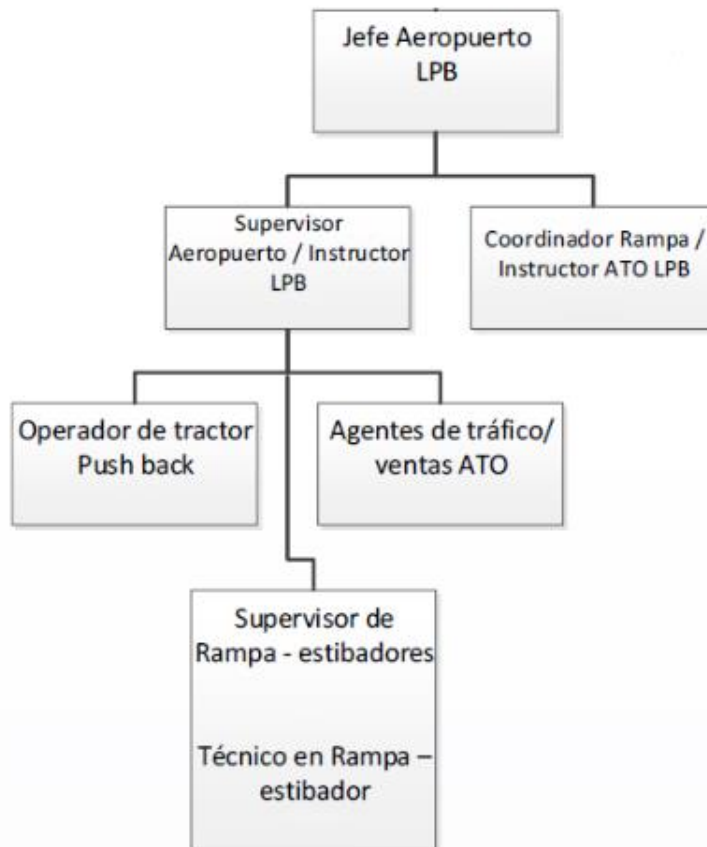 Jefe Aeropuerto
LPB
Supervisor
Aeropuerto / Instructor
LPB
Coordinador Rampa /
Instructor ATO LPB
Operador de tractor
Push back
Agentes de tráfico/
ventas ATO
Supervisor de
Rampa - estibadores
Técnico en Rampa –
estibador